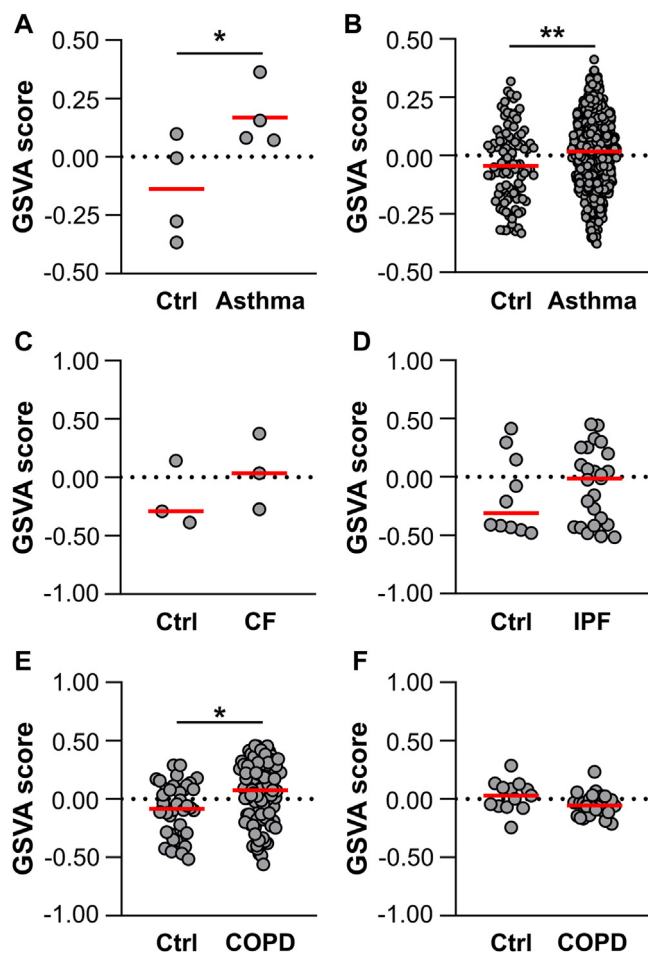 A
B
0.50
0.25
0.00
-0.25
-0.50
GSVA score
*
Ctrl Asthma
0.50
0.25
0.00
-0.25
-0.50
GSVA score
**
Ctrl Asthma
C
D
1.00
0.50
0.00
-0.50
-1.00
GSVA score
Ctrl CF
1.00
0.50
0.00
-0.50
-1.00
GSVA score
Ctrl IPF
E
F
1.00
0.50
0.00
-0.50
-1.00
GSVA score
*
Ctrl COPD
1.00
0.50
0.00
-0.50
-1.00
GSVA score
Ctrl COPD